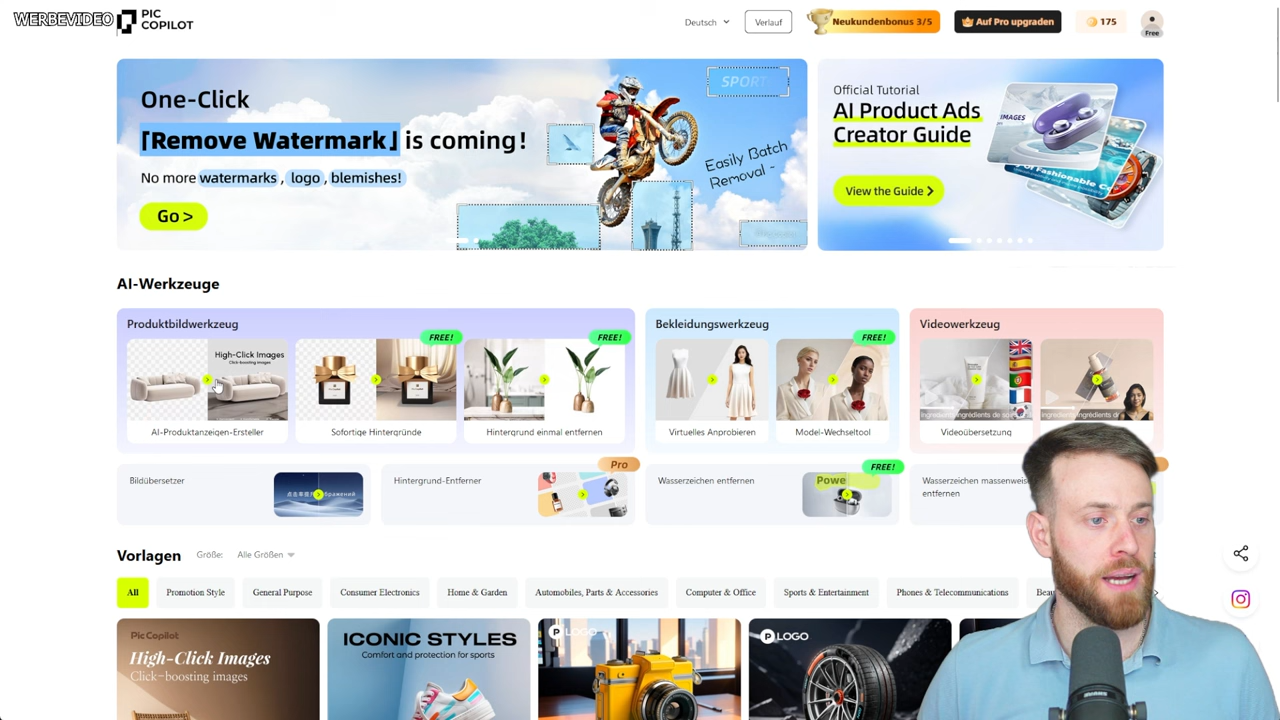 WERBEVIDEO
PIC
COPILOT
Deutsch
Verlauf
Neukundenbonus 3/5
Auf Pro upgraden
175
Free
One-Click
「Remove Watermark」 is coming!
No more watermarks , logo , blemishes!
Go >
SPORT
Easily Batch
Removal ~
Official Tutorial
AI Product Ads
Creator Guide
View the Guide >
IMAGES
AI-Werkzeuge
Produktbildwerkzeug
High-Click Images
Click-boosting images
AI-Produktanzeigen-Ersteller
FREE!
Sofortige Hintergründe
FREE!
Hintergrund einmal entfernen
Bekleidungswerkzeug
Virtuelles Anprobieren
FREE!
Model-Wechseltool
Videowerkzeug
Videoübersetzung
Bildübersetzer
Pro
Hintergrund-Entferner
FREE!
Wasserzeichen entfernen
Powe
Wasserzeichen massenweise
entfernen
Vorlagen
Größe:
Alle Größen
All
Promotion Style
General Purpose
Consumer Electronics
Home & Garden
Automobiles, Parts & Accessories
Computer & Office
Sports & Entertainment
Phones & Telecommunications
Pic Copilot
High-Click Images
Click-boosting images
ICONIC STYLES
Comfort and protection for sports
LOGO
LOGO